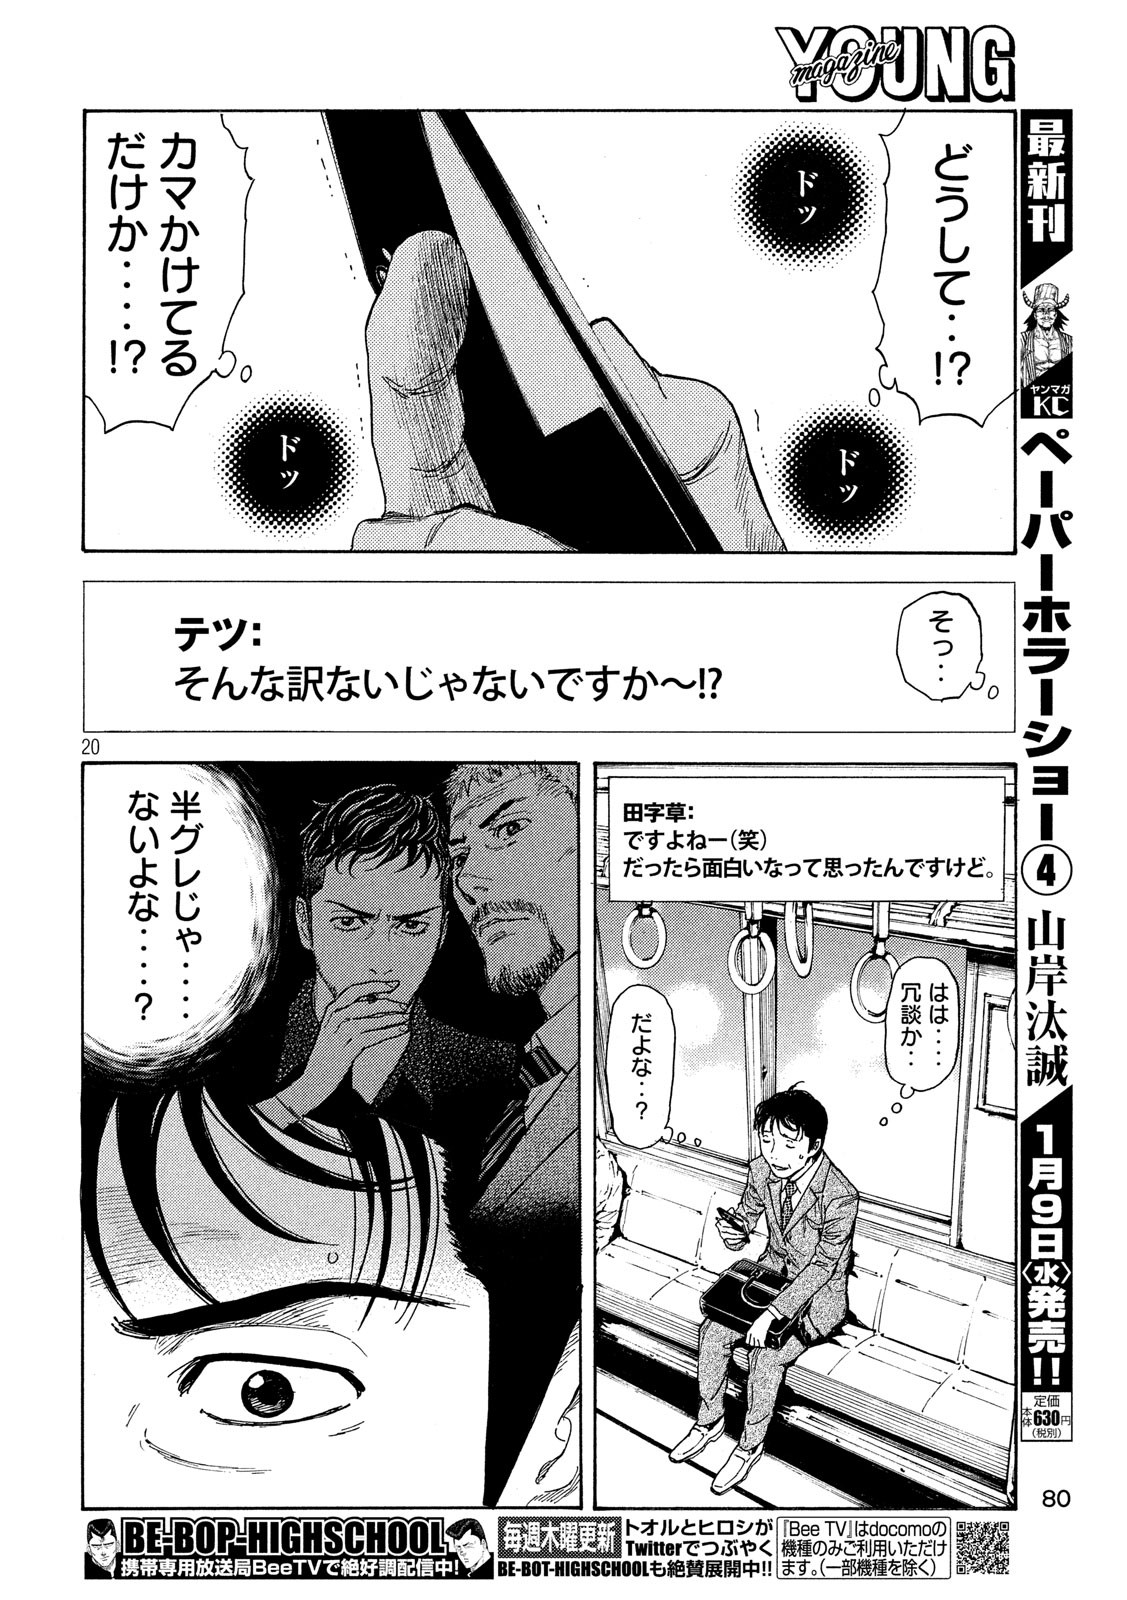 YOUNG
magazine
どうして‥!?
ドッ
カマかけてる
だけか‥‥!?
ドッ
ドッ
そっ‥
テツ:
そんな訳ないじゃないですか〜!?
20
田字草:
ですよねー(笑)
だったら面白いなって思ったんですけど。
はは‥‥
冗談か‥
だよな‥?
半グレじゃ‥‥
ないよな‥‥?
最新刊
ヤンマガ
KC
ペーパーホラーショー④
山岸汰誠
1月9日〈水〉発売!!
定価
本体630円
(税別)
80
BE-BOP-HIGHSCHOOL
携帯専用放送局BeeTVで絶好調配信中!
毎週木曜更新
トオルとヒロシが
Twitterでつぶやく
BE-BOT-HIGHSCHOOLも絶賛展開中!!
『Bee TV』はdocomoの
機種のみご利用いただけ
ます。(一部機種を除く)